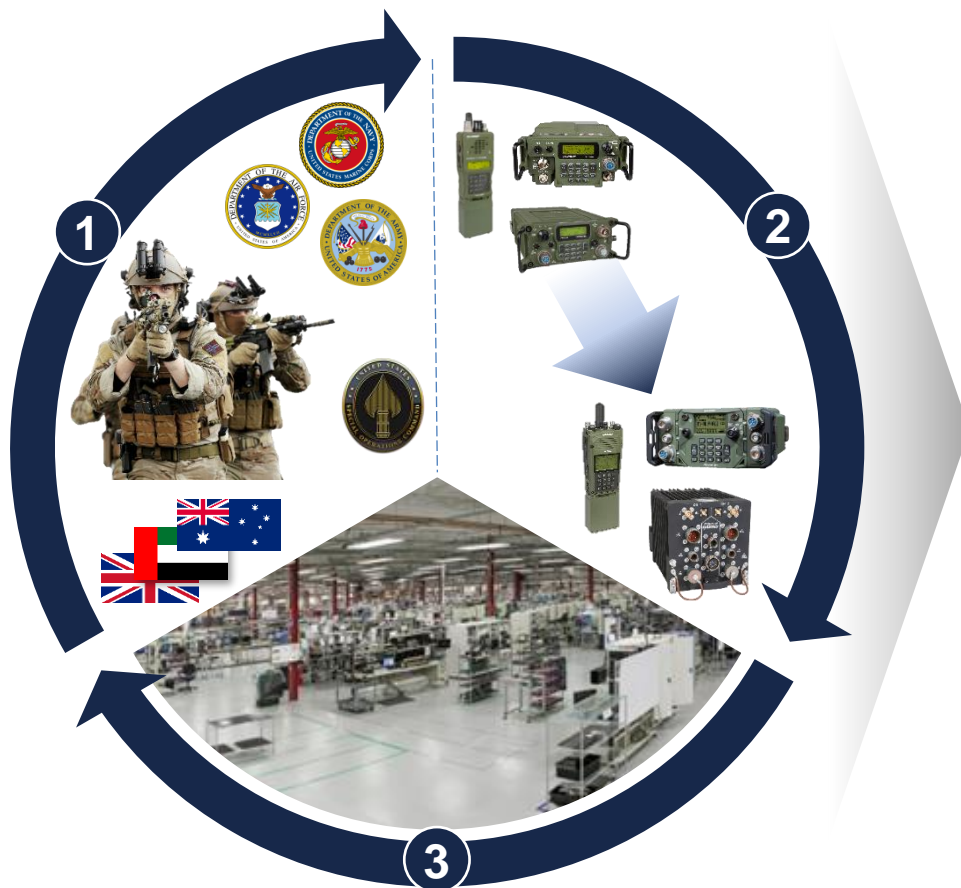 1
2
3
DEPARTMENT OF THE NAVY
UNITED STATES MARINE CORPS
DEPARTMENT OF THE AIR FORCE
UNITED STATES OF AMERICA
DEPARTMENT OF THE ARMY
1775
UNITED STATES OF AMERICA
UNITED STATES
SPECIAL OPERATIONS COMMAND